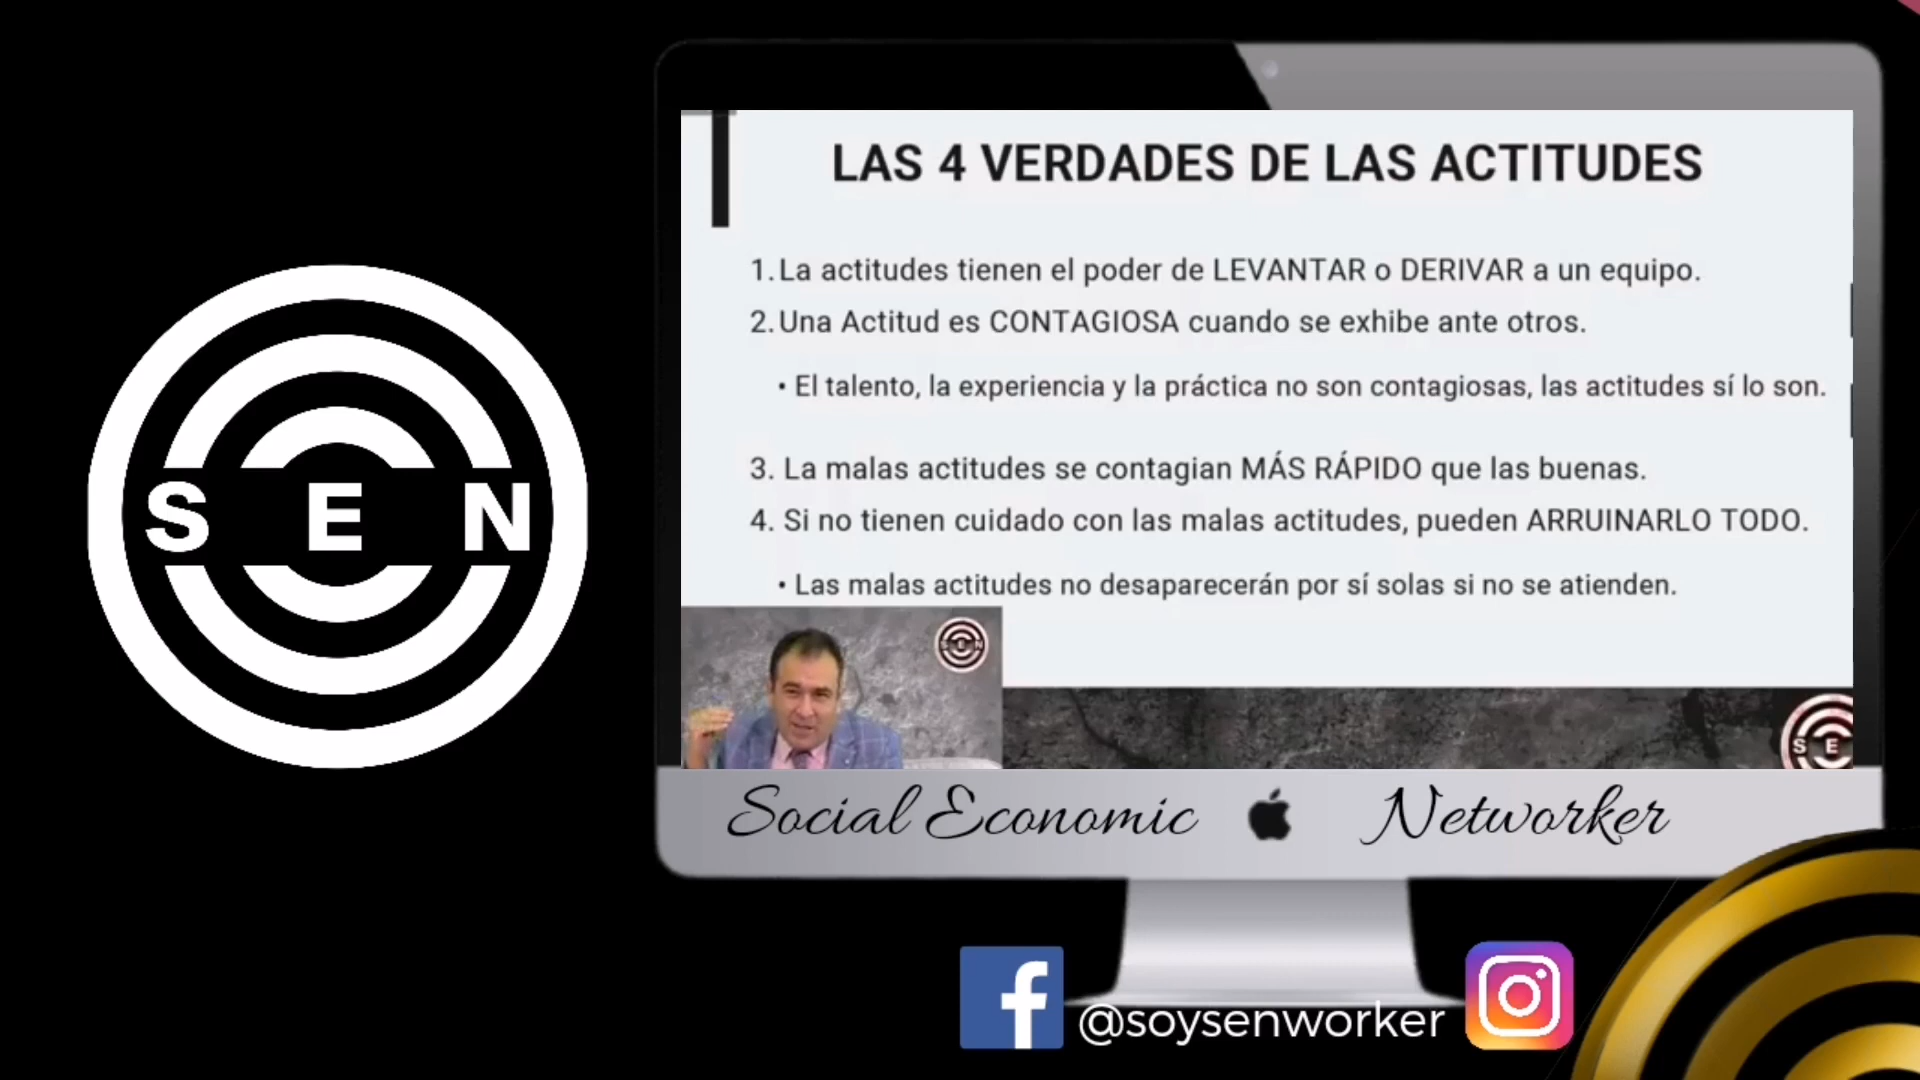 S E N
LAS 4 VERDADES DE LAS ACTITUDES
1. La actitudes tienen el poder de LEVANTAR o DERIVAR a un equipo.
2. Una Actitud es CONTAGIOSA cuando se exhibe ante otros.
• El talento, la experiencia y la práctica no son contagiosas, las actitudes sí lo son.
3. La malas actitudes se contagian MÁS RÁPIDO que las buenas.
4. Si no tienen cuidado con las malas actitudes, pueden ARRUINARLO TODO.
• Las malas actitudes no desaparecerán por sí solas si no se atienden.
SEN
S E
Social Economic Networker
@soysenworker